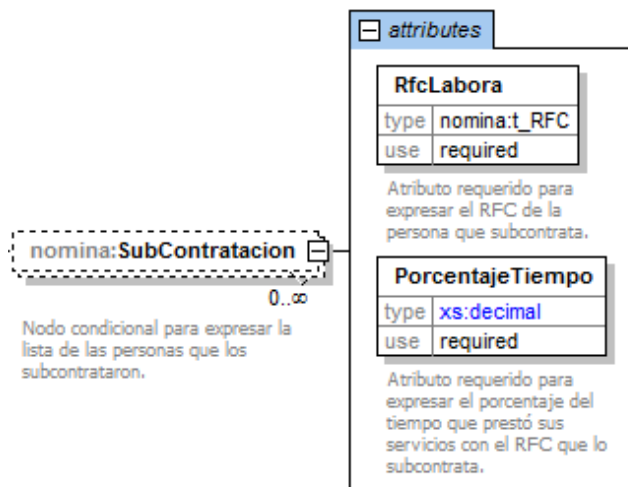 attributes
RfcLabora
type nomina:t_RFC
use required
Atributo requerido para
expresar el RFC de la
persona que subcontrata.
nomina:SubContratacion
0..∞
Nodo condicional para expresar la
lista de las personas que los
subcontrataron.
PorcentajeTiempo
type xs:decimal
use required
Atributo requerido para
expresar el porcentaje del
tiempo que prestó sus
servicios con el RFC que lo
subcontrata.